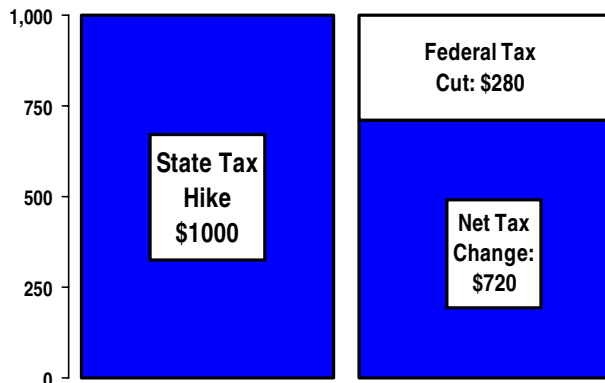 1,000
750
500
250
0
State Tax
Hike
$1000
Federal Tax
Cut: $280
Net Tax
Change:
$720